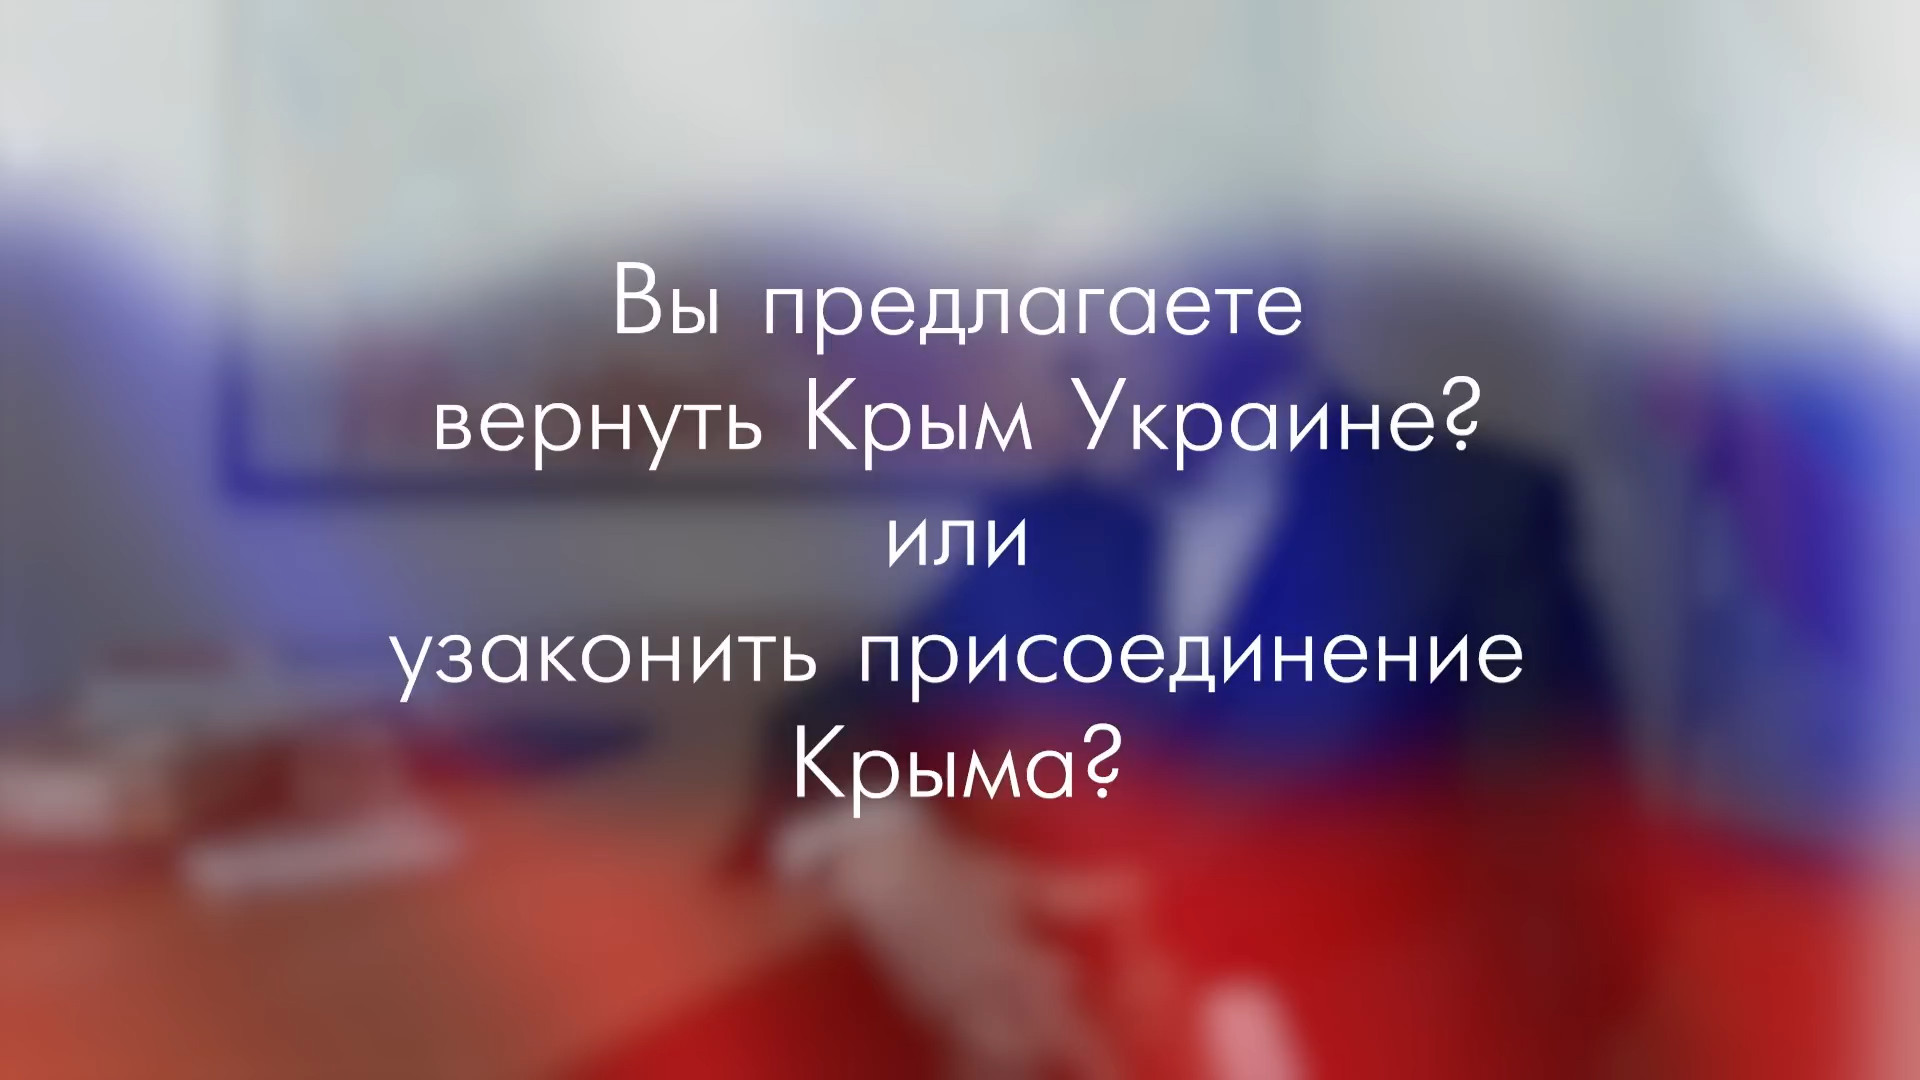 Вы предлагаете
вернуть Крым Украине?
или
узаконить присоединение
Крыма?